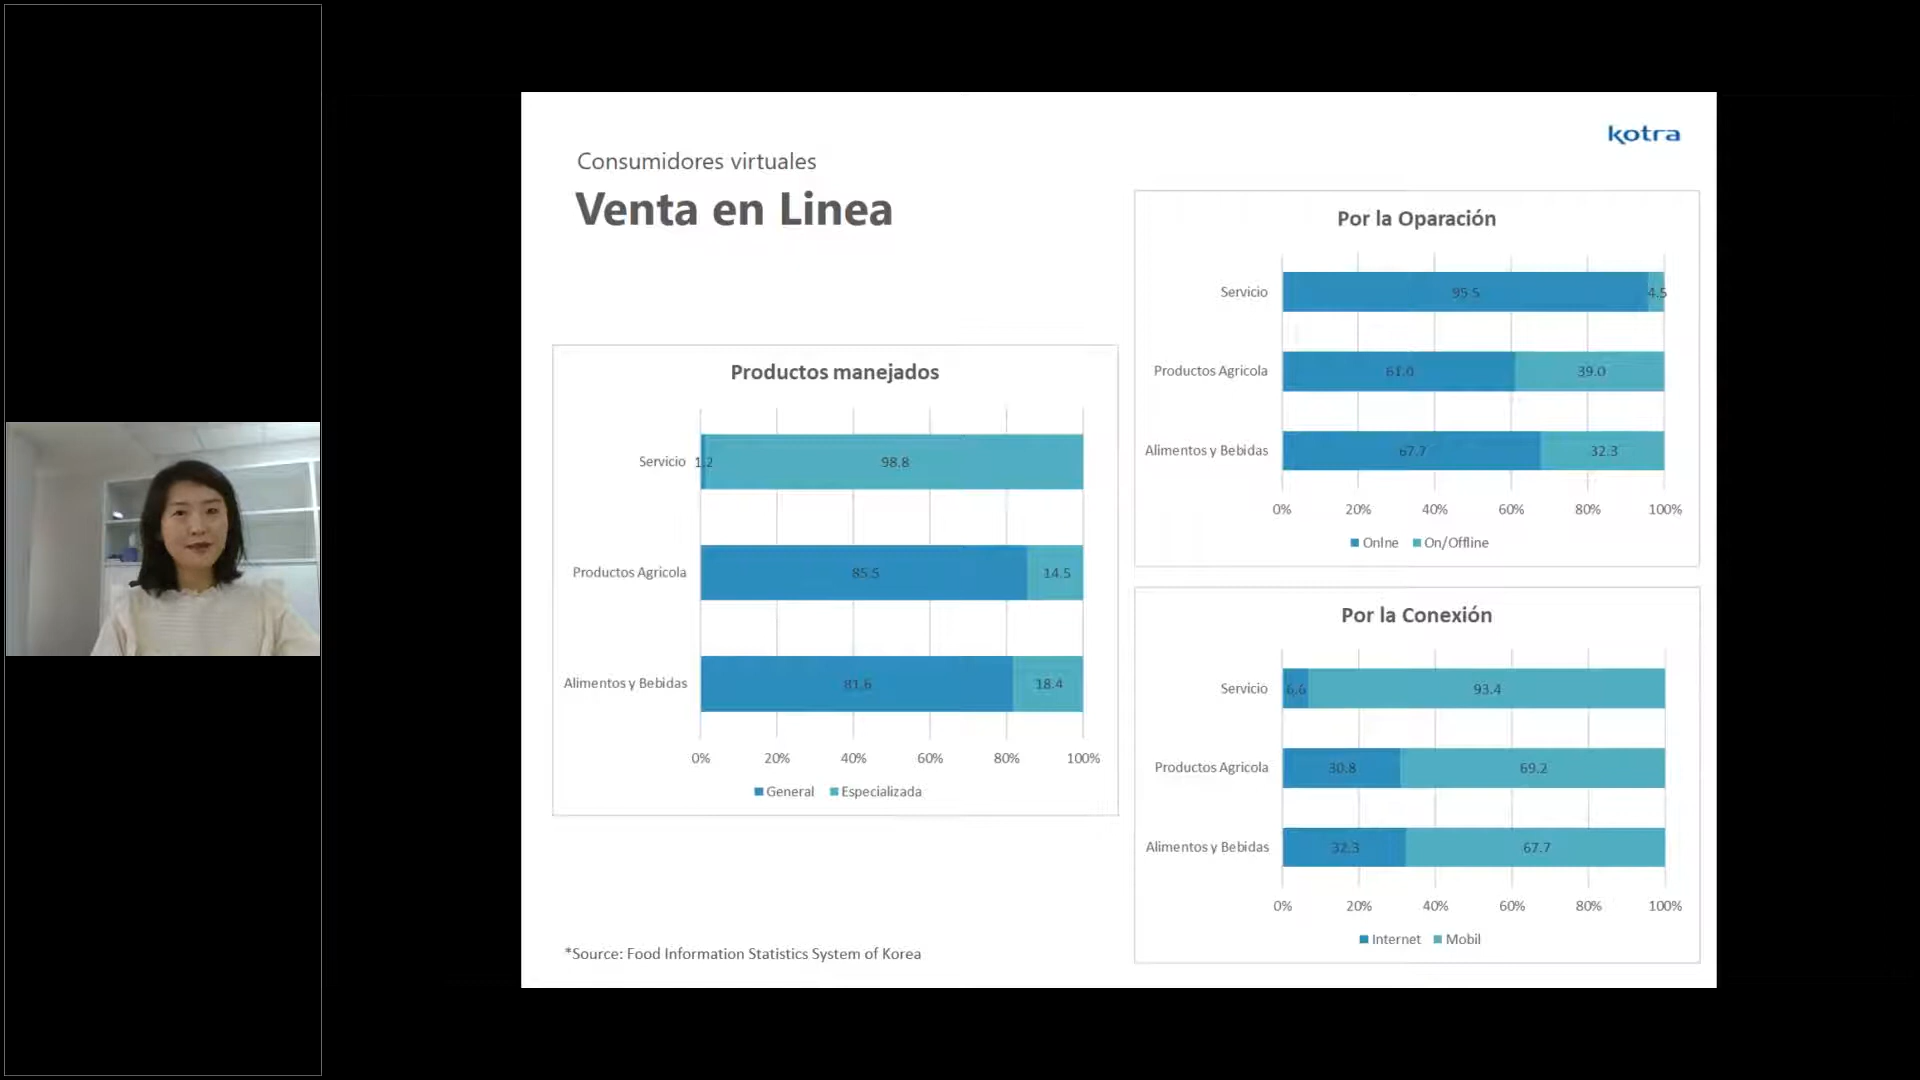 kotra
Consumidores virtuales
Venta en Linea
Productos manejados
Servicio 1.2 98.8
Productos Agricola 85.5 14.5
Alimentos y Bebidas 81.6 18.4
0% 20% 40% 60% 80% 100%
General Especializada
Por la Oparación
Servicio 95.5 4.5
Productos Agricola 61.0 39.0
Alimentos y Bebidas 67.7 32.3
0% 20% 40% 60% 80% 100%
Onlne On/Offline
Por la Conexión
Servicio 6.6 93.4
Productos Agricola 30.8 69.2
Alimentos y Bebidas 32.3 67.7
0% 20% 40% 60% 80% 100%
Internet Mobil
*Source: Food Information Statistics System of Korea